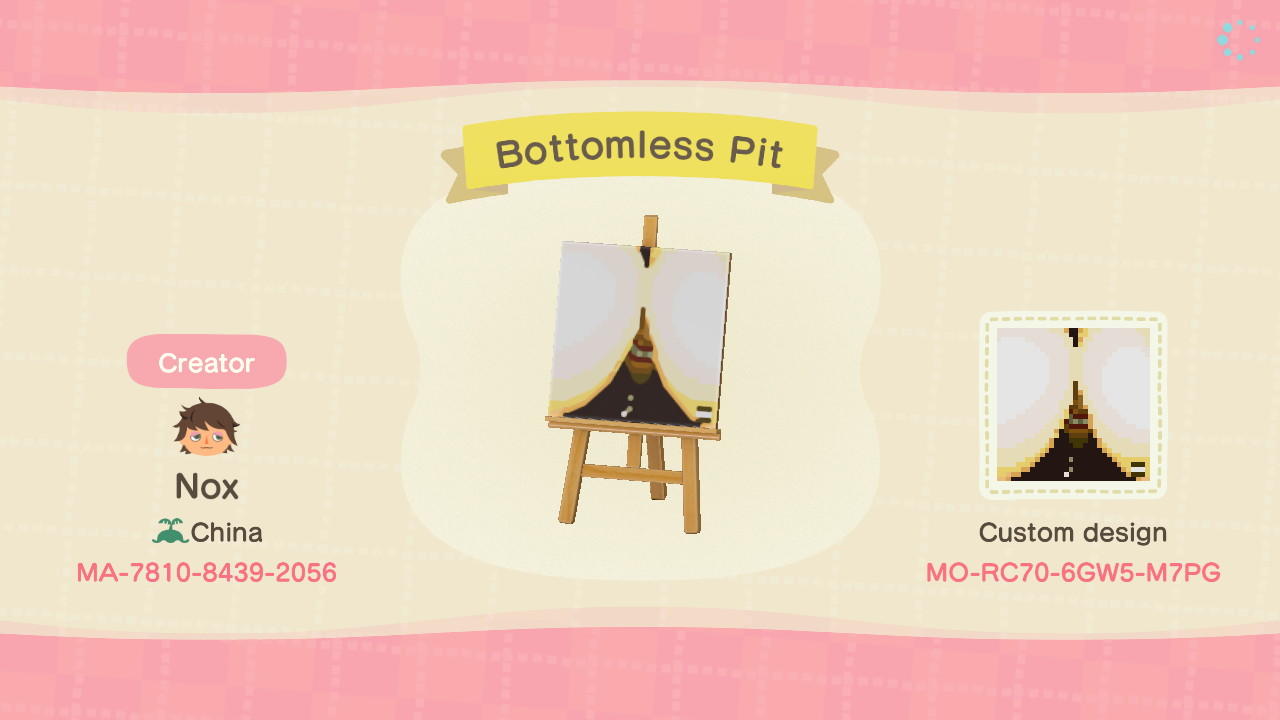 Bottomless Pit
Creator
Nox
China
MA-7810-8439-2056
Custom design
MO-RC70-6GW5-M7PG